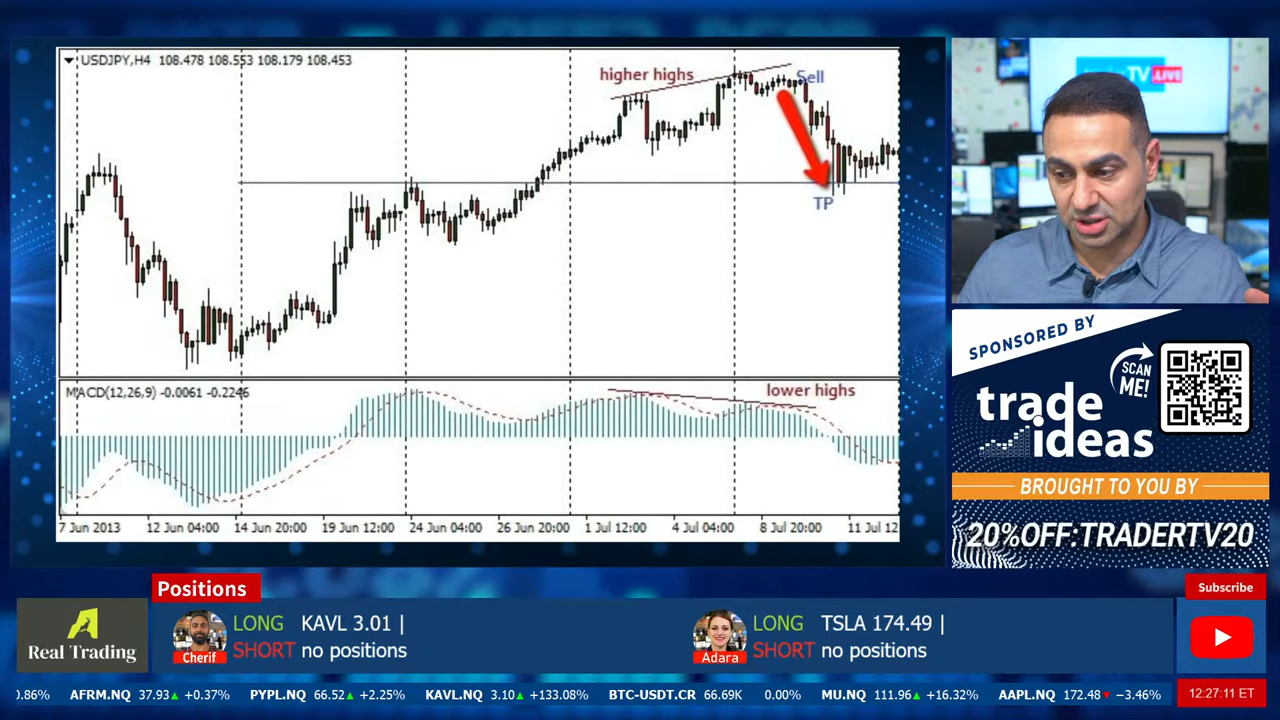 USDJPY,H4 108.478 108.553 108.179 108.453
higher highs
Sell
TP
MACD(12,26,9) -0.0061 -0.2246
lower highs
7 Jun 2013 12 Jun 04:00 14 Jun 20:00 19 Jun 12:00 24 Jun 04:00 26 Jun 20:00 1 Jul 12:00 4 Jul 04:00 8 Jul 20:00 11 Jul 12
TV.LIVE
SPONSORED BY
SCAN
ME!
trade
ideas
BROUGHT TO YOU BY
20%OFF:TRADERTV20
Positions
Subscribe
Real Trading
Cherif
LONG KAVL 3.01 |
SHORT no positions
Adara
LONG TSLA 174.49 |
SHORT no positions
0.86% AFRM.NQ 37.93 +0.37% PYPL.NQ 66.52 +2.25% KAVL.NQ 3.10 +133.08% BTC-USDT.CR 66.69K 0.00% MU.NQ 111.96 +16.32% AAPL.NQ 172.48 −3.46%
12:27:11 ET